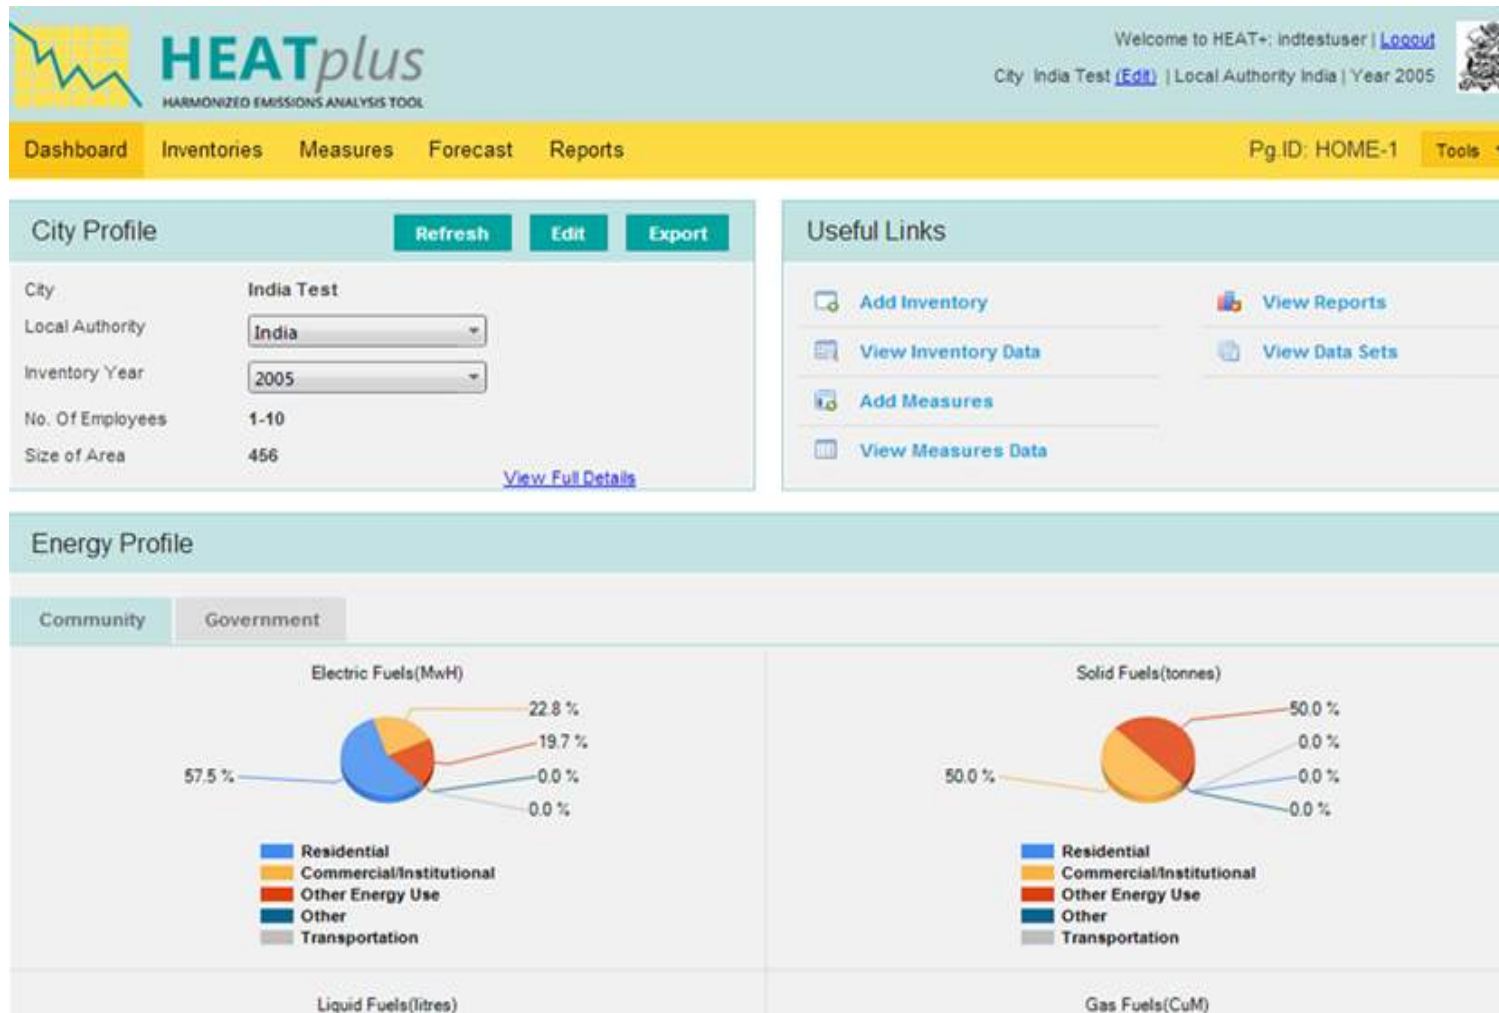 HEATplus
HARMONIZED EMISSIONS ANALYSIS TOOL
Welcome to HEAT+: indtestuser | Logout
City India Test (Edit) | Local Authority India | Year 2005
Dashboard Inventories Measures Forecast Reports Pg.ID: HOME-1 Tools
City Profile Refresh Edit Export
City India Test
Local Authority India
Inventory Year 2005
No. Of Employees 1-10
Size of Area 456
View Full Details
Useful Links
Add Inventory View Reports
View Inventory Data View Data Sets
Add Measures
View Measures Data
Energy Profile
Community Government
Electric Fuels(MwH)
22.8 %
19.7 %
57.5 % 0.0 %
0.0 %
Residential
Commercial/Institutional
Other Energy Use
Other
Transportation
Solid Fuels(tonnes)
50.0 %
0.0 %
50.0 % 0.0 %
0.0 %
Residential
Commercial/Institutional
Other Energy Use
Other
Transportation
Liquid Fuels(litres)
Gas Fuels(CuM)